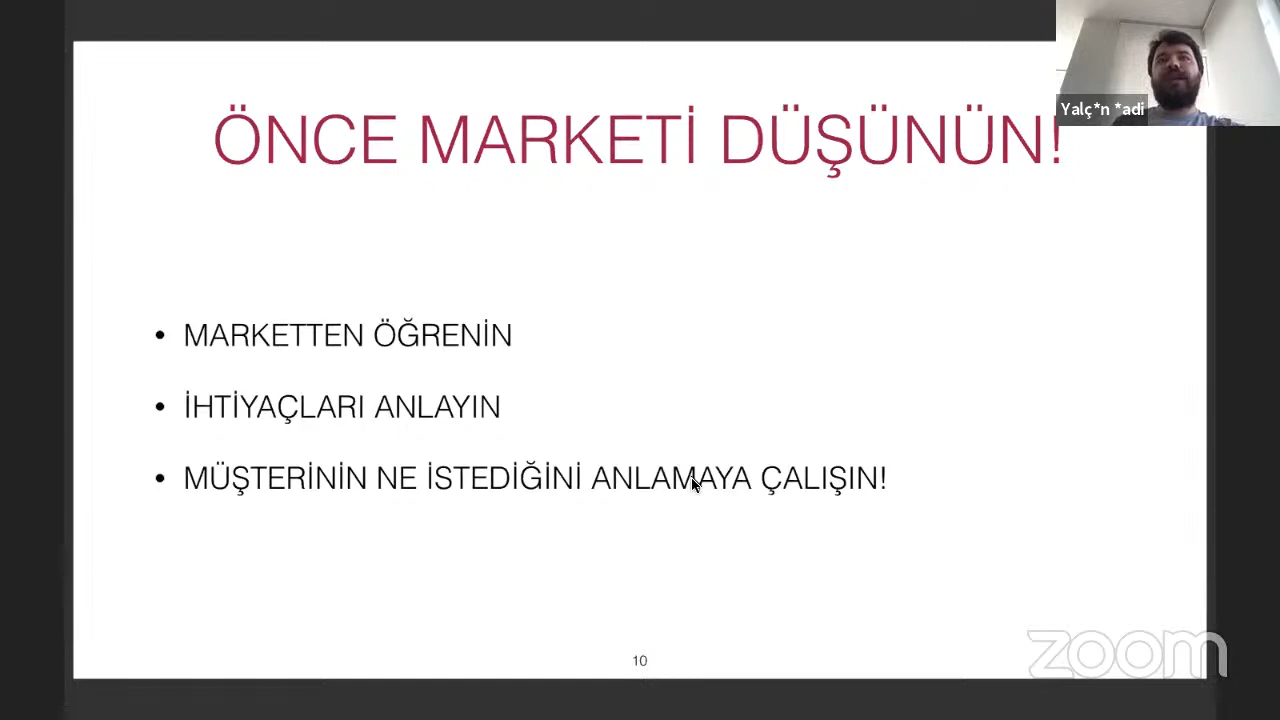 Yalç*n *adi
ÖNCE MARKETİ DÜŞÜNÜN!
• MARKETTEN ÖĞRENİN
• İHTİYAÇLARI ANLAYIN
• MÜŞTERİNİN NE İSTEDİĞİNİ ANLAMAYA ÇALIŞIN!
10
zoom